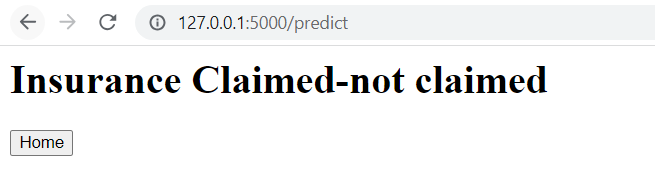 127.0.0.1:5000/predict
Insurance Claimed-not claimed
Home